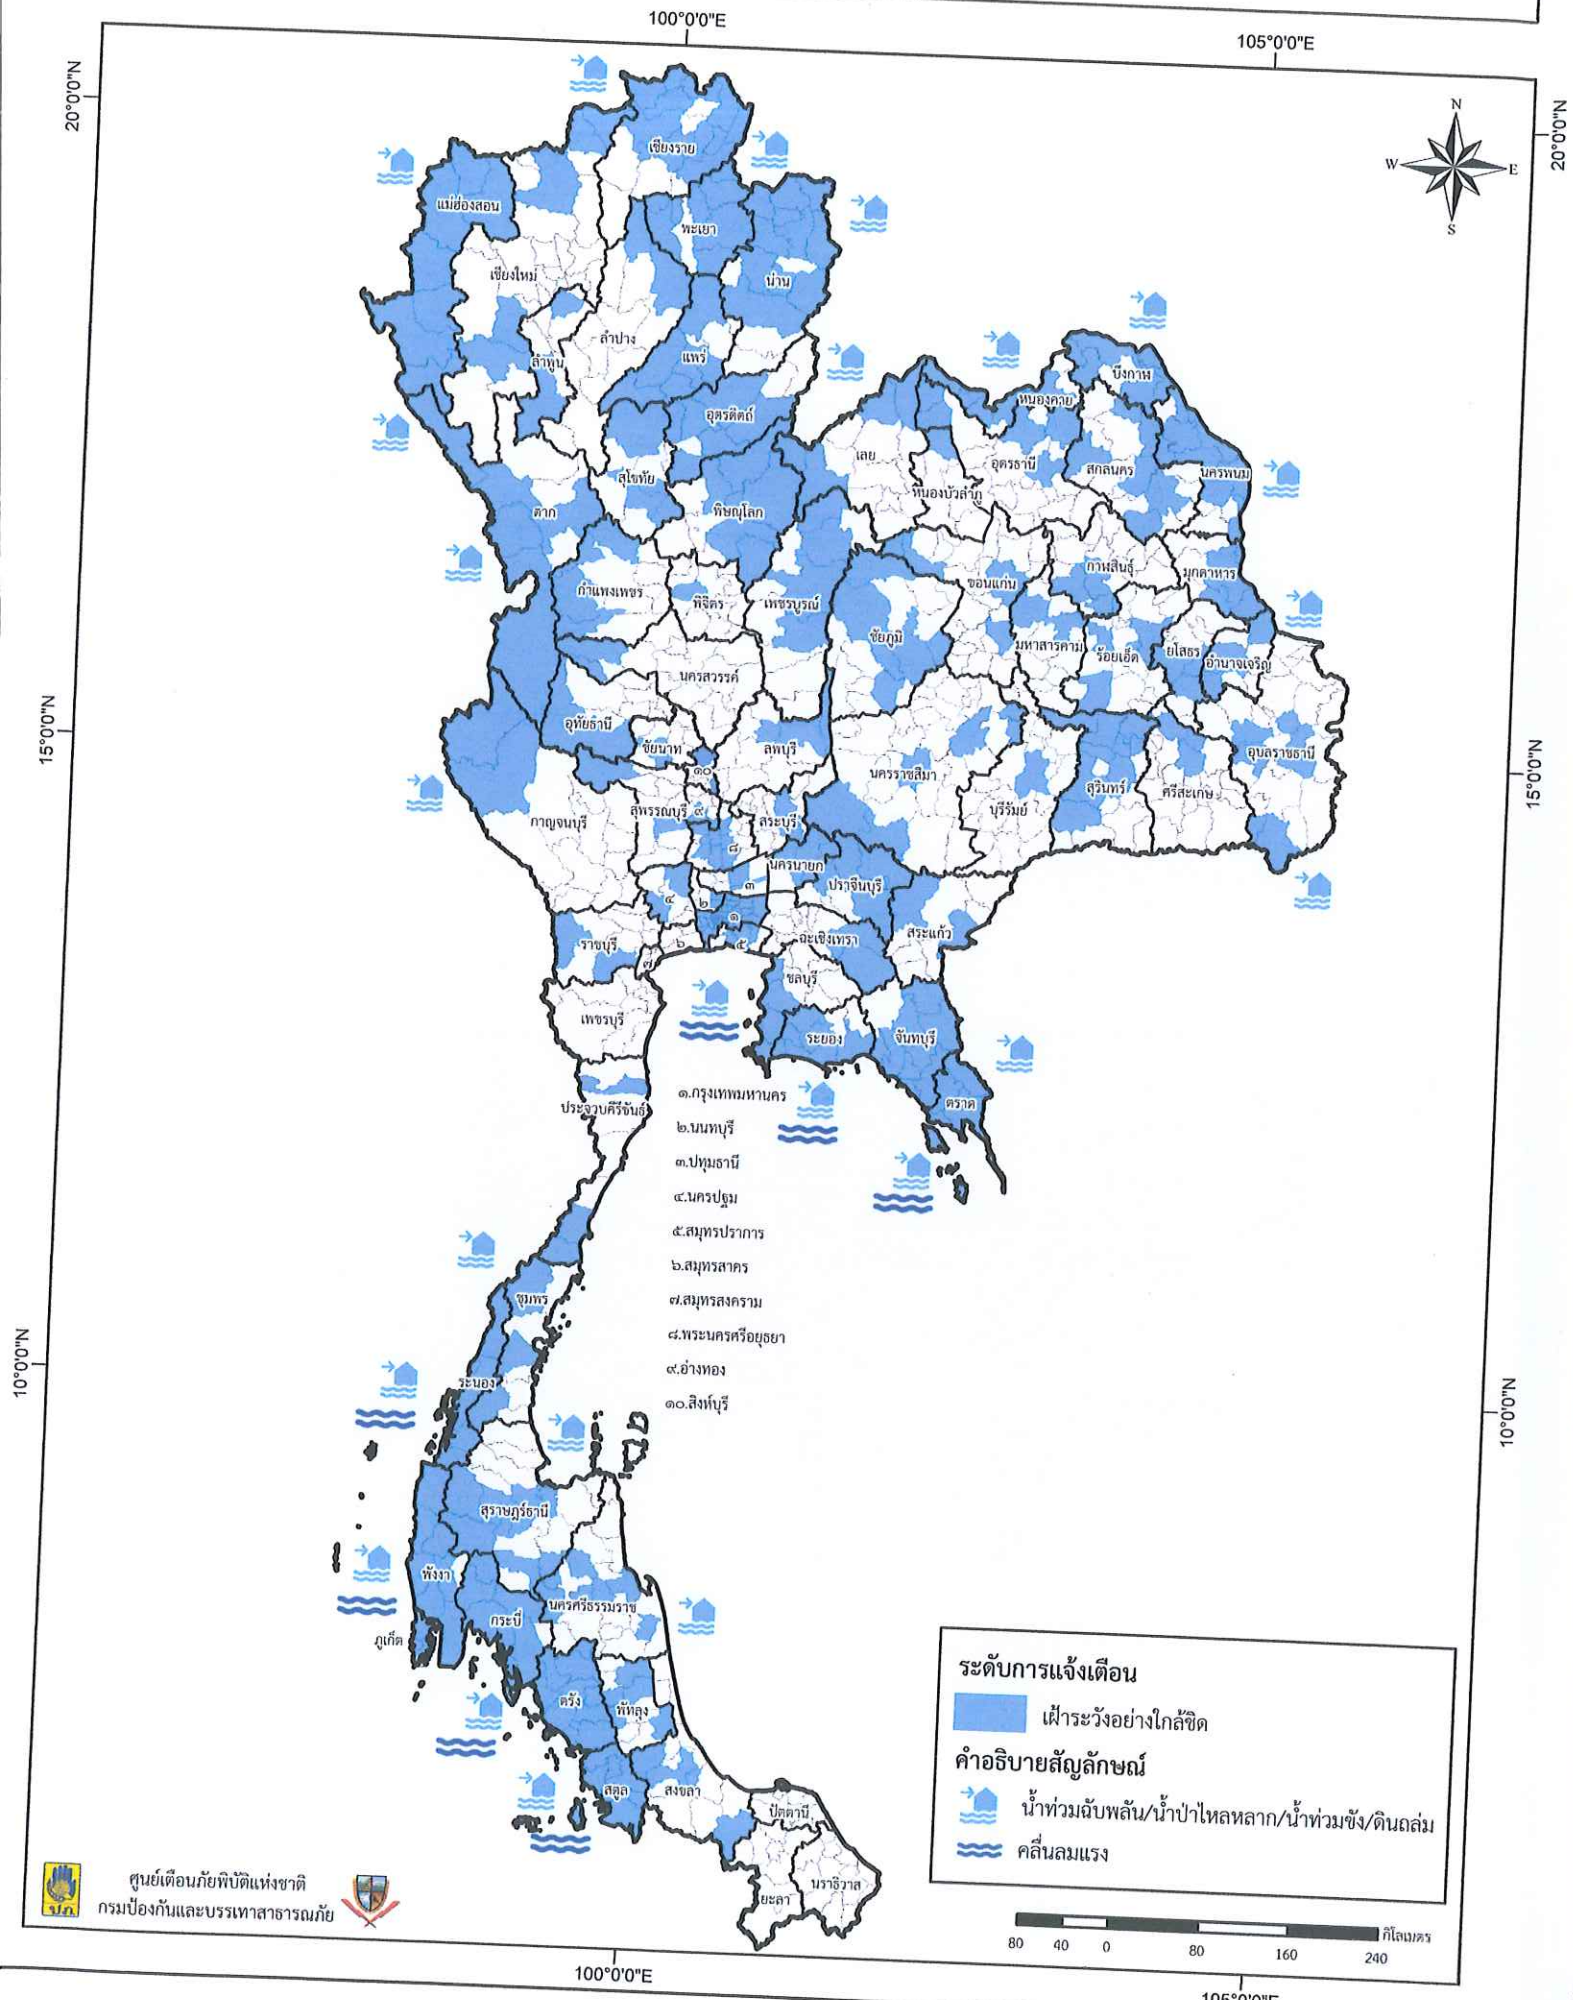 100°0'0"E
105°0'0"E
20°0'0"N
20°0'0"N
N
W
E
S
เชียงราย
แม่ฮ่องสอน
พะเยา
เชียงใหม่
น่าน
ลำปาง
ลำพูน
แพร่
บึงกาฬ
หนองคาย
อุตรดิตถ์
เลย
อุดรธานี
สกลนคร
นครพนม
สุโขทัย
หนองบัวลำภู
ตาก
พิษณุโลก
กำแพงเพชร
พิจิตร
เพชรบูรณ์
ขอนแก่น
กาฬสินธุ์
มุกดาหาร
ชัยภูมิ
มหาสารคาม
ร้อยเอ็ด
ยโสธร
อำนาจเจริญ
นครสวรรค์
อุทัยธานี
ชัยนาท
ลพบุรี
๑๐
15°0'0"N
15°0'0"N
นครราชสีมา
บุรีรัมย์
สุรินทร์
ศรีสะเกษ
อุบลราชธานี
กาญจนบุรี
สุพรรณบุรี
๙
สระบุรี
๘
นครนายก
ปราจีนบุรี
๓
๔
๒
๑
สระแก้ว
ราชบุรี
๖
๕
ฉะเชิงเทรา
๗
ชลบุรี
เพชรบุรี
ระยอง
จันทบุรี
ตราด
ประจวบคีรีขันธ์
๑.กรุงเทพมหานคร
๒.นนทบุรี
๓.ปทุมธานี
๔.นครปฐม
๕.สมุทรปราการ
๖.สมุทรสาคร
๗.สมุทรสงคราม
๘.พระนครศรีอยุธยา
๙.อ่างทอง
๑๐.สิงห์บุรี
10°0'0"N
10°0'0"N
ชุมพร
ระนอง
สุราษฎร์ธานี
พังงา
นครศรีธรรมราช
กระบี่
ภูเก็ต
ตรัง
พัทลุง
สตูล
สงขลา
ปัตตานี
ยะลา
นราธิวาส
ระดับการแจ้งเตือน
เฝ้าระวังอย่างใกล้ชิด
คำอธิบายสัญลักษณ์
น้ำท่วมฉับพลัน/น้ำป่าไหลหลาก/น้ำท่วมขัง/ดินถล่ม
คลื่นลมแรง
ปภ.
ศูนย์เตือนภัยพิบัติแห่งชาติ
กรมป้องกันและบรรเทาสาธารณภัย
กิโลเมตร
80 40 0 80 160 240
100°0'0"E
105°0'0"E